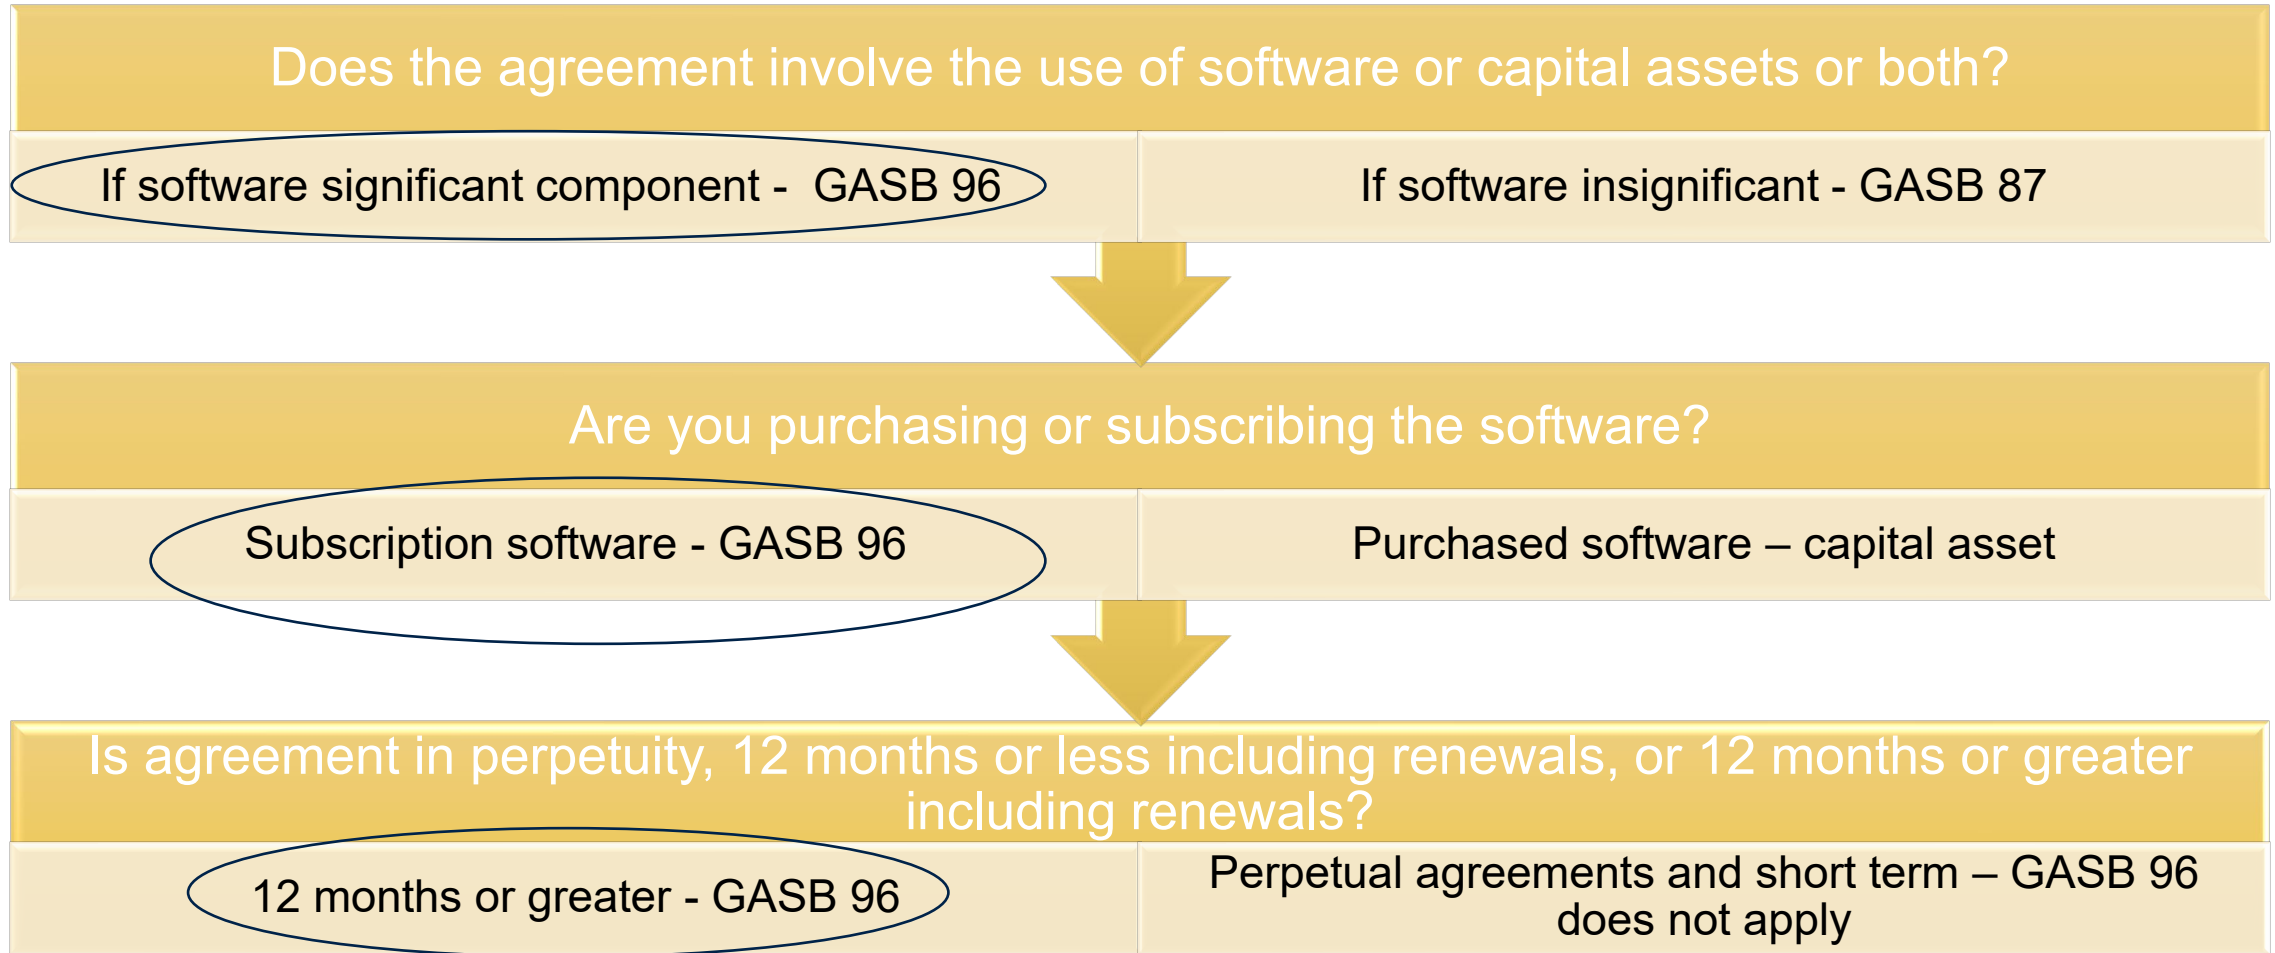 Does the agreement involve the use of software or capital assets or both?
If software significant component - GASB 96
If software insignificant - GASB 87
Are you purchasing or subscribing the software?
Subscription software - GASB 96
Purchased software – capital asset
Is agreement in perpetuity, 12 months or less including renewals, or 12 months or greater
including renewals?
12 months or greater - GASB 96
Perpetual agreements and short term – GASB 96
does not apply